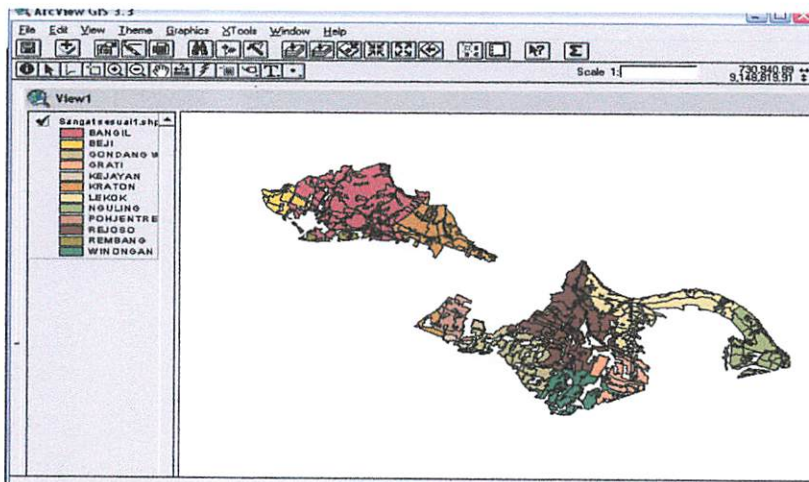 ArcView GIS 3.3
File Edit View Theme Graphics XTools Window Help
Scale 1: 730,940.89
9,148,819.91
View1
Sangatsesuai1.shp
BANGIL
BEJI
GONDANG W
GRATI
KEJAYAN
KRATON
LEKOK
NGULING
POHJENTRE
REJOSO
REMBANG
WINONGAN